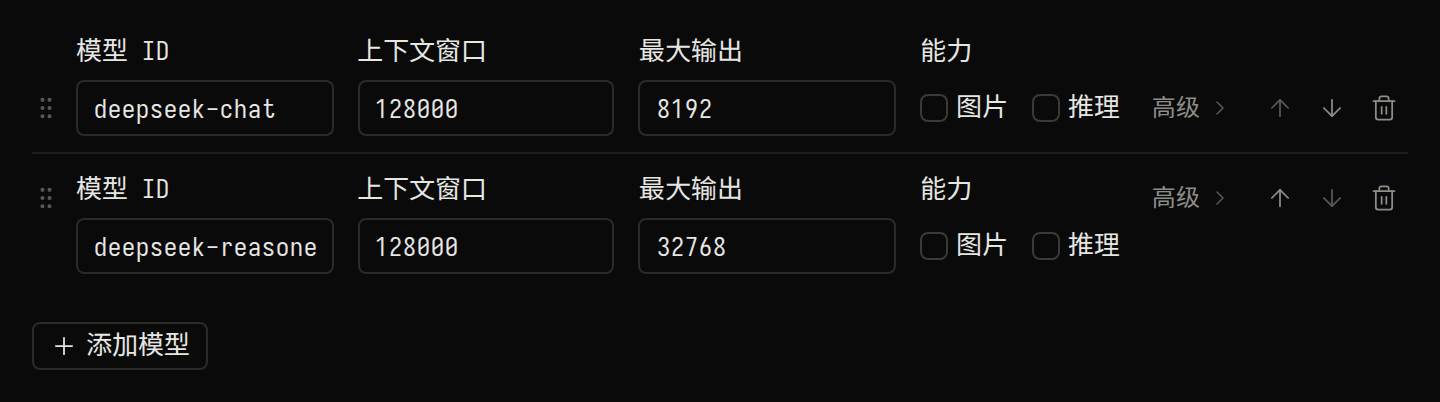 模型 ID 上下文窗口 最大输出 能力
deepseek-chat 128000 8192 图片 推理 高级
模型 ID 上下文窗口 最大输出 能力 高级
deepseek-reasone 128000 32768 图片 推理
添加模型